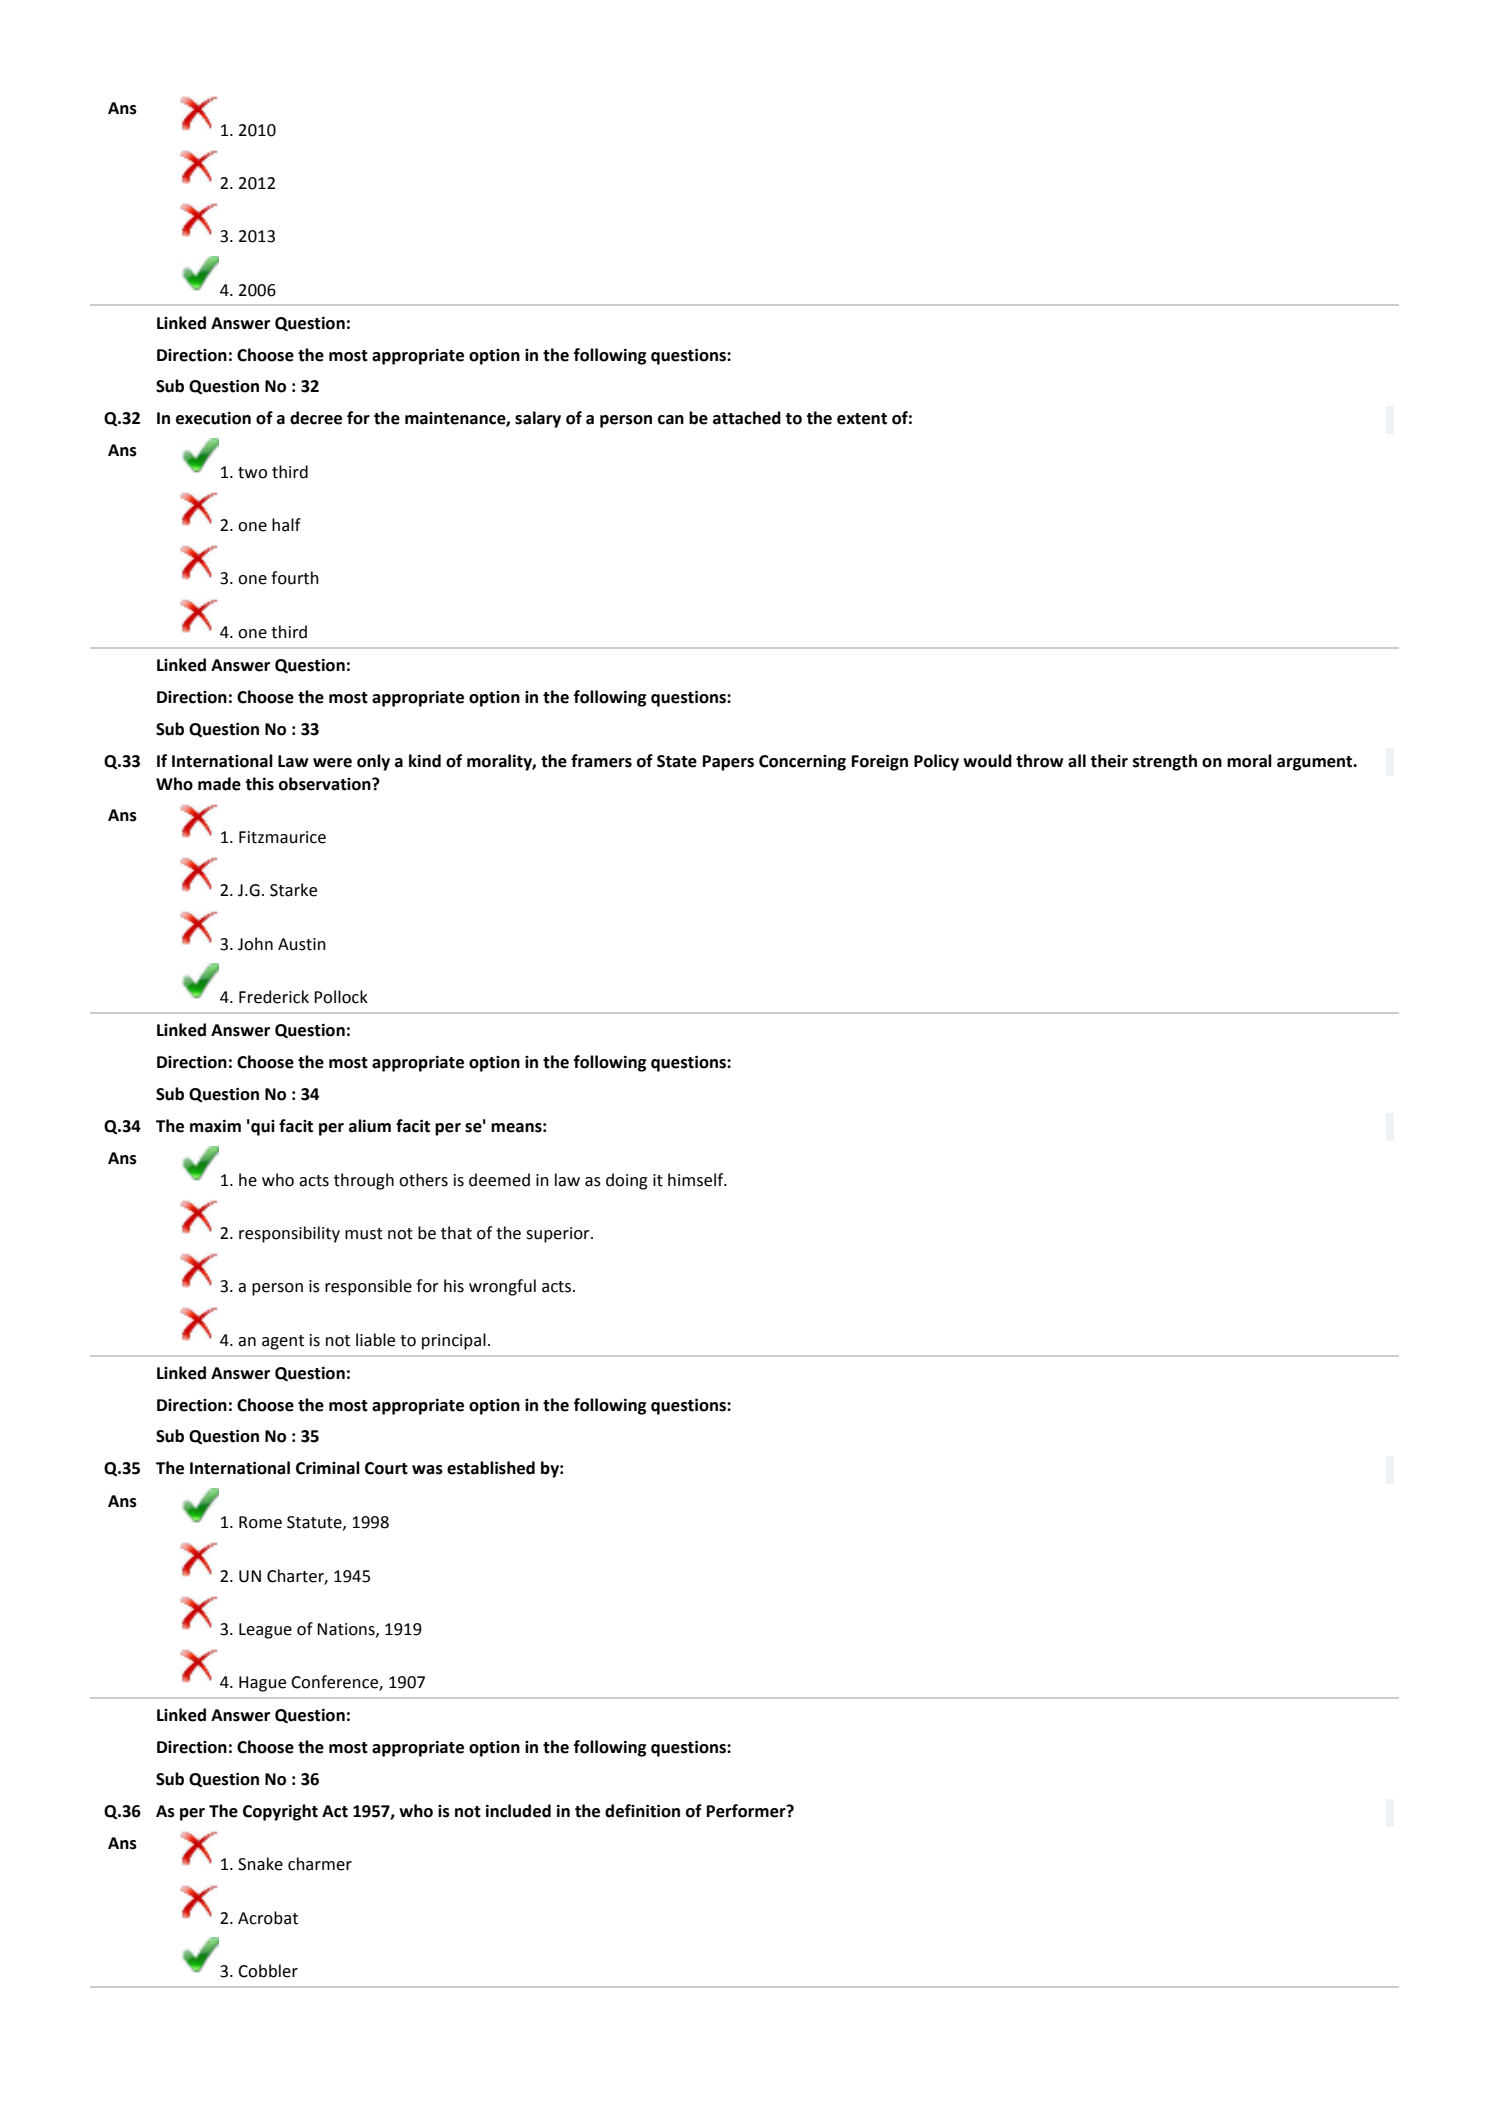 Ans
1. 2010
2. 2012
3. 2013
4. 2006
Linked Answer Question:
Direction: Choose the most appropriate option in the following questions:
Sub Question No : 32
Q.32 In execution of a decree for the maintenance, salary of a person can be attached to the extent of:
Ans
1. two third
2. one half
3. one fourth
4. one third
Linked Answer Question:
Direction: Choose the most appropriate option in the following questions:
Sub Question No : 33
Q.33 If International Law were only a kind of morality, the framers of State Papers Concerning Foreign Policy would throw all their strength on moral argument.
Who made this observation?
Ans
1. Fitzmaurice
2. J.G. Starke
3. John Austin
4. Frederick Pollock
Linked Answer Question:
Direction: Choose the most appropriate option in the following questions:
Sub Question No : 34
Q.34 The maxim 'qui facit per alium facit per se' means:
Ans
1. he who acts through others is deemed in law as doing it himself.
2. responsibility must not be that of the superior.
3. a person is responsible for his wrongful acts.
4. an agent is not liable to principal.
Linked Answer Question:
Direction: Choose the most appropriate option in the following questions:
Sub Question No : 35
Q.35 The International Criminal Court was established by:
Ans
1. Rome Statute, 1998
2. UN Charter, 1945
3. League of Nations, 1919
4. Hague Conference, 1907
Linked Answer Question:
Direction: Choose the most appropriate option in the following questions:
Sub Question No : 36
Q.36 As per The Copyright Act 1957, who is not included in the definition of Performer?
Ans
1. Snake charmer
2. Acrobat
3. Cobbler